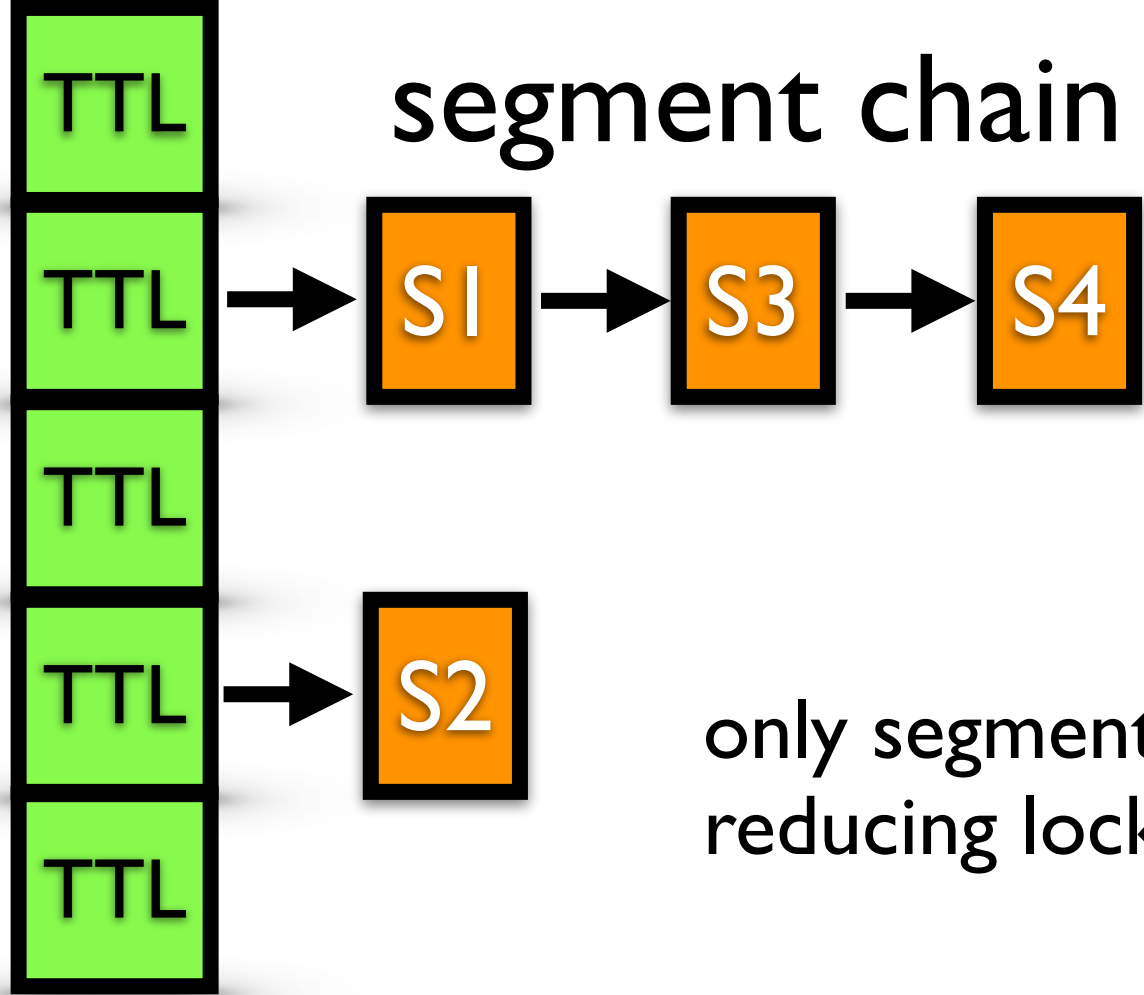 TTL
segment chain
TTL S1 S3 S4
TTL
TTL S2
only segment
reducing lock
TTL